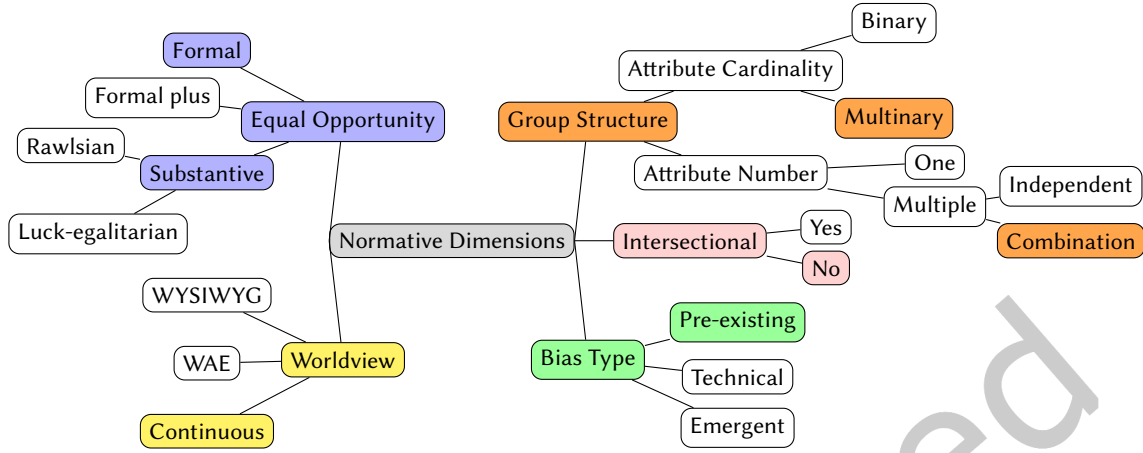 Formal
Formal plus
Equal Opportunity
Rawlsian
Substantive
Luck-egalitarian
Normative Dimensions
WYSIWYG
WAE
Worldview
Continuous
Binary
Attribute Cardinality
Group Structure
Multinary
Attribute Number
One
Multiple
Independent
Combination
Intersectional
Yes
No
Pre-existing
Bias Type
Technical
Emergent
ed